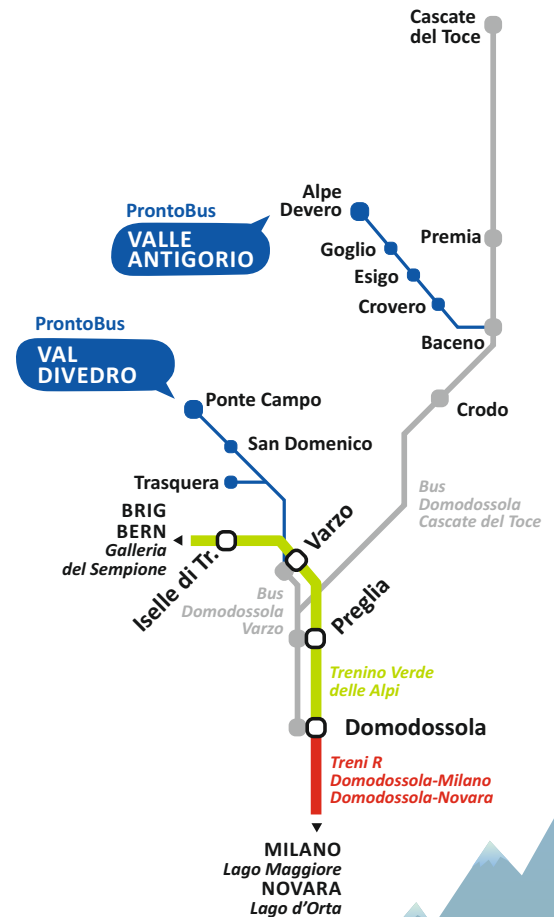 Cascate
del Toce
Alpe
Devero
ProntoBus
VALLE
ANTIGORIO
Premia
Goglio
Esigo
Crovero
Baceno
ProntoBus
VAL
DIVEDRO
Ponte Campo
Crodo
San Domenico
Trasquera
Bus
Domodossola
Cascate del Toce
BRIG
BERN
Galleria
del Sempione
Iselle di Tr.
Varzo
Bus
Domodossola
Varzo
Preglia
Trenino Verde
delle Alpi
Domodossola
Treni R
Domodossola-Milano
Domodossola-Novara
MILANO
Lago Maggiore
NOVARA
Lago d'Orta